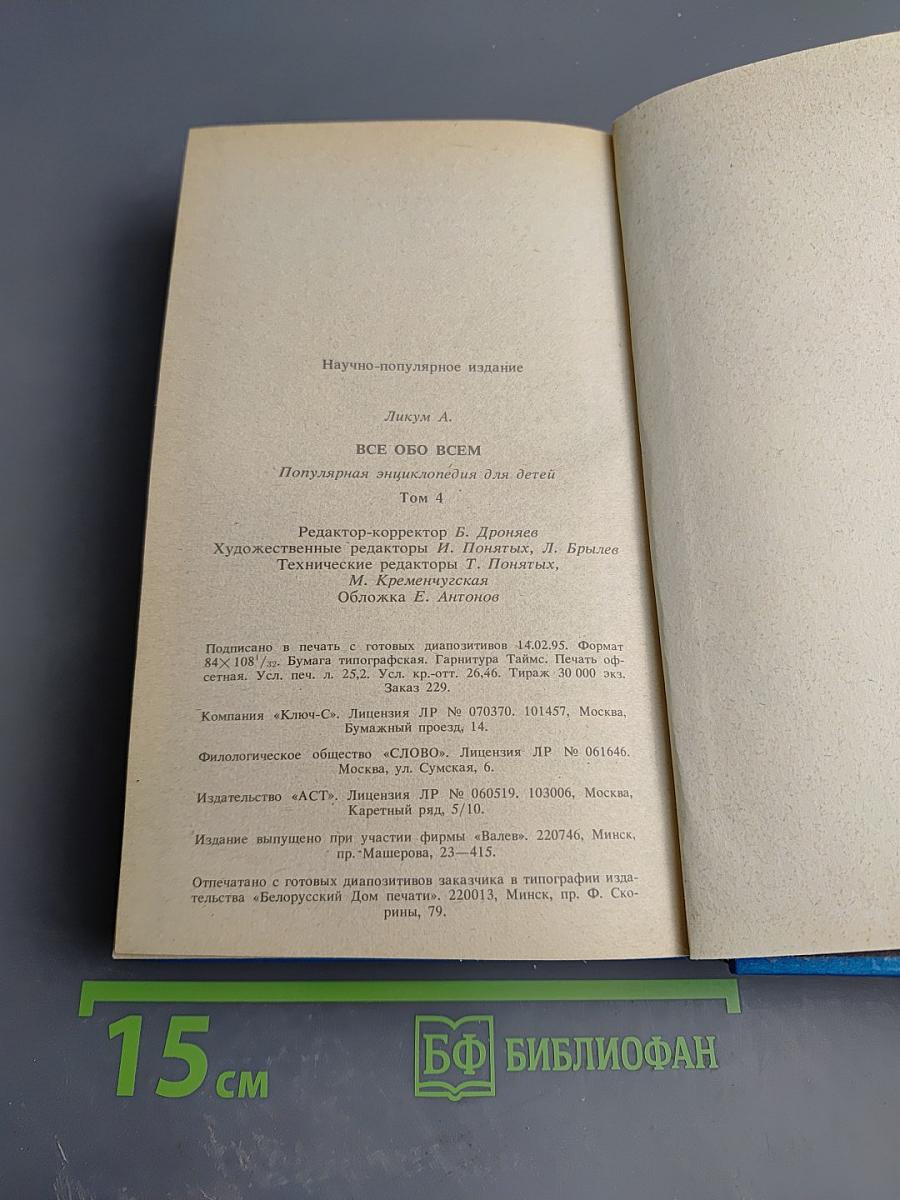 Научно-популярное издание
Ликум А.
ВСЕ ОБО ВСЕМ
Популярная энциклопедия для детей
Том 4
Редактор-корректор Б. Дроняев
Художественные редакторы И. Понятых, Л. Брылев
Технические редакторы Т. Понятых,
М. Кременчугская
Обложка Е. Антонов
Подписано в печать с готовых диапозитивов 14.02.95. Формат
84×108 1/32. Бумага типографская. Гарнитура Таймс. Печать оф-
сетная. Усл. печ. л. 25,2. Усл. кр.-отт. 26,46. Тираж 30 000 экз.
Заказ 229.
Компания «Ключ-С». Лицензия ЛР № 070370. 101457, Москва,
Бумажный проезд, 14.
Филологическое общество «СЛОВО». Лицензия ЛР № 061646.
Москва, ул. Сумская, 6.
Издательство «АСТ». Лицензия ЛР № 060519. 103006, Москва,
Каретный ряд, 5/10.
Издание выпущено при участии фирмы «Валев». 220746, Минск,
пр. Машерова, 23—415.
Отпечатано с готовых диапозитивов заказчика в типографии изда-
тельства «Белорусский Дом печати». 220013, Минск, пр. Ф. Ско-
рины, 79.
15 см
БФ БИБЛИОФАН